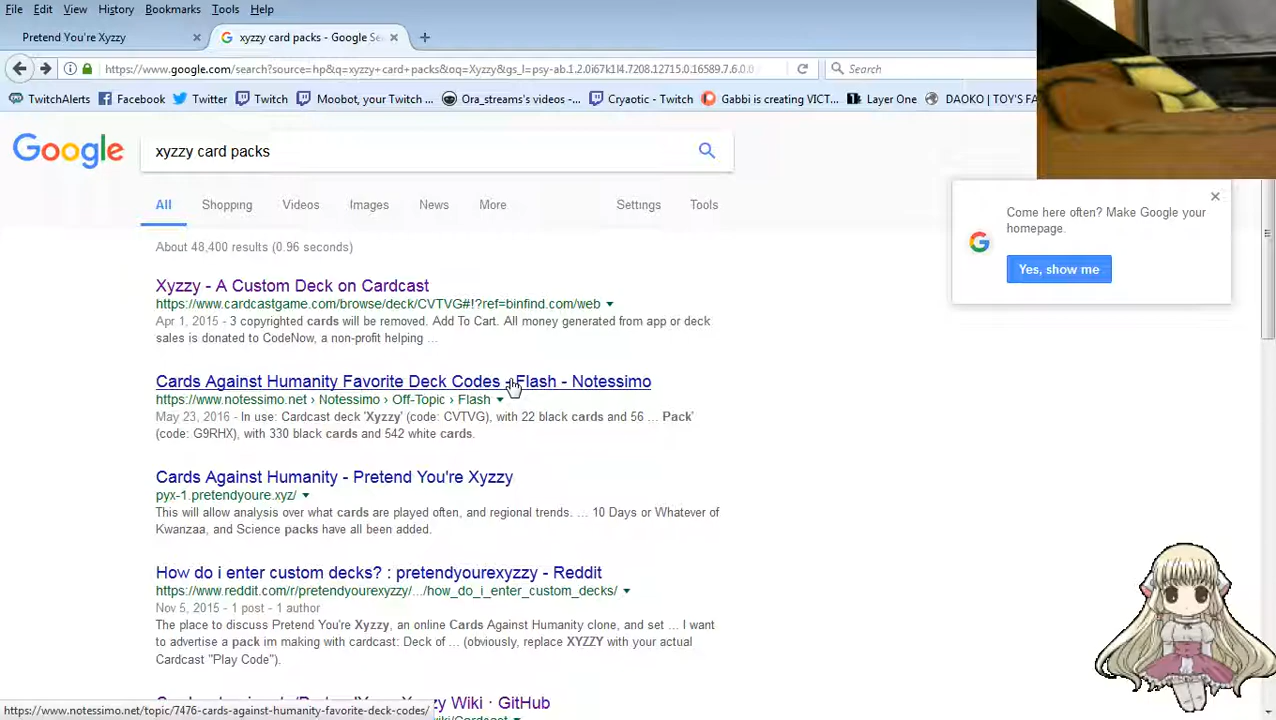 File Edit View History Bookmarks Tools Help
Pretend You're Xyzzy × G xyzzy card packs - Google Se × +
https://www.google.com/search?source=hp&q=xyzzy+card+packs&oq=Xyzzy&gs_l=psy-ab.1.2.0i67k1l4.7208.12715.0.16589.7.6.0.0 Search
TwitchAlerts Facebook Twitter Twitch Moobot, your Twitch ... Ora_streams's videos -... Cryaotic - Twitch Gabbi is creating VICT... Layer One DAOKO | TOY'S FA
Google xyzzy card packs
All Shopping Videos Images News More Settings Tools
Come here often? Make Google your
homepage.
Yes, show me
About 48,400 results (0.96 seconds)
Xyzzy - A Custom Deck on Cardcast
https://www.cardcastgame.com/browse/deck/CVTVG#!?ref=binfind.com/web
Apr 1, 2015 - 3 copyrighted cards will be removed. Add To Cart. All money generated from app or deck
sales is donated to CodeNow, a non-profit helping ...
Cards Against Humanity Favorite Deck Codes - Flash - Notessimo
https://www.notessimo.net › Notessimo › Off-Topic › Flash
May 23, 2016 - In use: Cardcast deck 'Xyzzy' (code: CVTVG), with 22 black cards and 56 ... Pack'
(code: G9RHX), with 330 black cards and 542 white cards.
Cards Against Humanity - Pretend You're Xyzzy
pyx-1.pretendyoure.xyz/
This will allow analysis over what cards are played often, and regional trends. ... 10 Days or Whatever of
Kwanzaa, and Science packs have all been added.
How do i enter custom decks? : pretendyourexyzzy - Reddit
https://www.reddit.com/r/pretendyourexyzzy/.../how_do_i_enter_custom_decks/
Nov 5, 2015 - 1 post - 1 author
The place to discuss Pretend You're Xyzzy, an online Cards Against Humanity clone, and set ... I want
to advertise a pack im making with cardcast: Deck of ... (obviously, replace XYZZY with your actual
Cardcast "Play Code").
Xyzzy Wiki · GitHub
wiki/Cardcast
https://www.notessimo.net/topic/7476-cards-against-humanity-favorite-deck-codes/